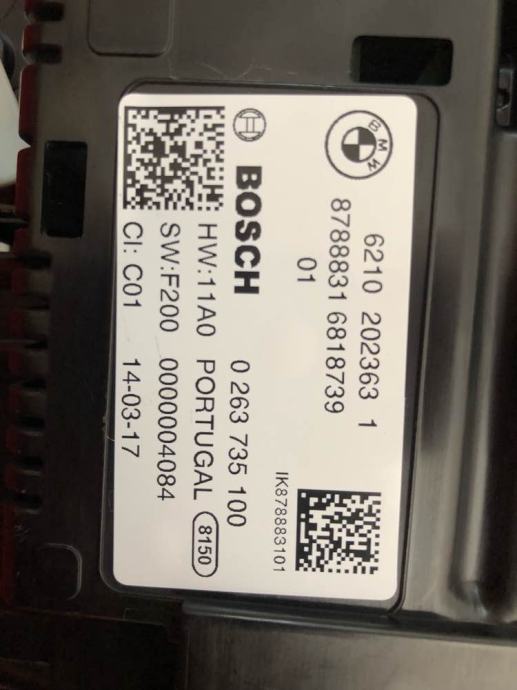 BMW
6210 202363 1
8788831 6818739
01
IK878883101
BOSCH
0 263 735 100
HW:11A0 PORTUGAL 8150
SW:F200 0000004084
CI: C01 14-03-17